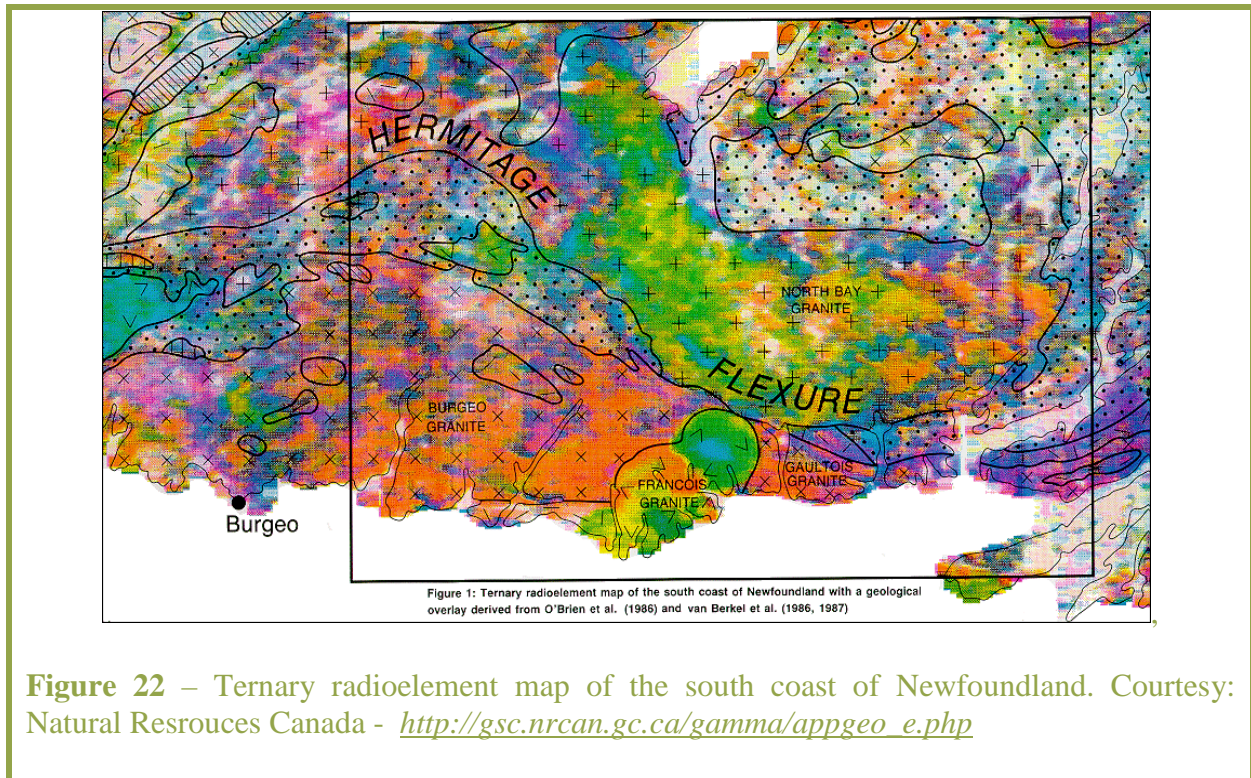 HERMITAGE
NORTH BAY
GRANITE
FLEXURE
BURGEO
GRANITE
GAULTOIS
GRANITE
FRANCOIS
GRANITE
Burgeo
Figure 1: Ternary radioelement map of the south coast of Newfoundland with a geological
overlay derived from O'Brien et al. (1986) and van Berkel et al. (1986, 1987)
,
Figure 22 – Ternary radioelement map of the south coast of Newfoundland. Courtesy:
Natural Resrouces Canada - http://gsc.nrcan.gc.ca/gamma/appgeo_e.php